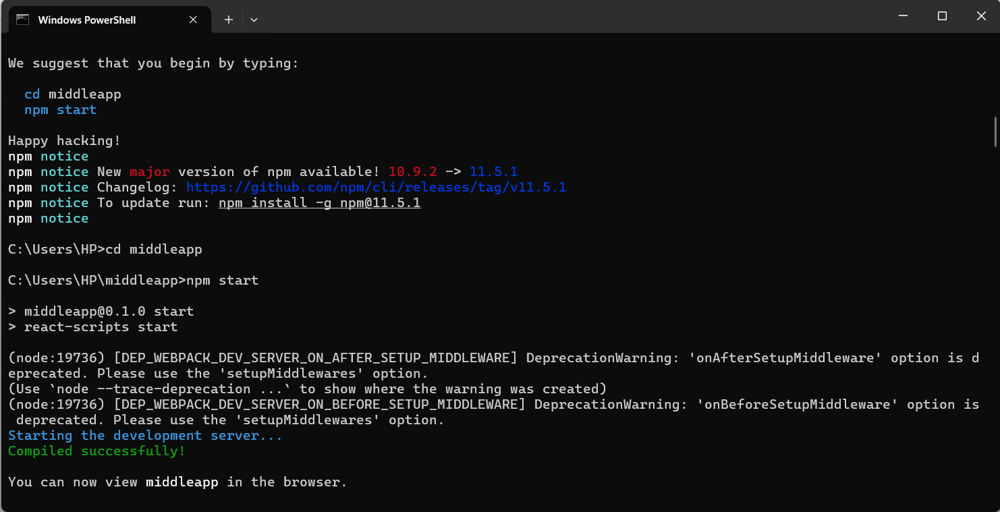 Windows PowerShell
We suggest that you begin by typing:
cd middleapp
npm start
Happy hacking!
npm notice
npm notice New major version of npm available! 10.9.2 -> 11.5.1
npm notice Changelog: https://github.com/npm/cli/releases/tag/v11.5.1
npm notice To update run: npm install -g npm@11.5.1
npm notice
C:\Users\HP>cd middleapp
C:\Users\HP\middleapp>npm start
> middleapp@0.1.0 start
> react-scripts start
(node:19736) [DEP_WEBPACK_DEV_SERVER_ON_AFTER_SETUP_MIDDLEWARE] DeprecationWarning: 'onAfterSetupMiddleware' option is d
eprecated. Please use the 'setupMiddlewares' option.
(Use `node --trace-deprecation ...` to show where the warning was created)
(node:19736) [DEP_WEBPACK_DEV_SERVER_ON_BEFORE_SETUP_MIDDLEWARE] DeprecationWarning: 'onBeforeSetupMiddleware' option is
 deprecated. Please use the 'setupMiddlewares' option.
Starting the development server...
Compiled successfully!
You can now view middleapp in the browser.